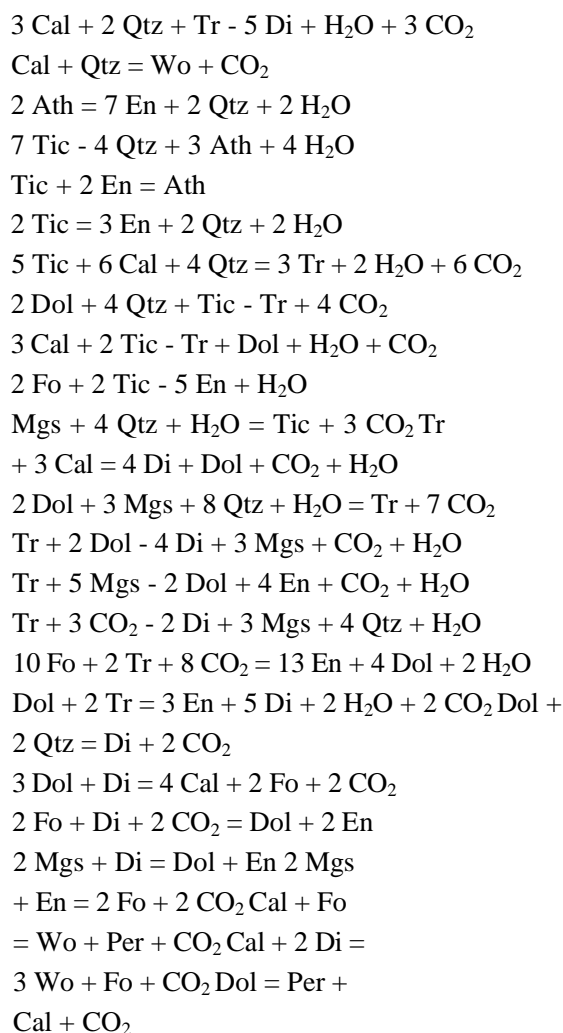 3 Cal + 2 Qtz + Tr - 5 Di + H₂O + 3 CO₂
Cal + Qtz = Wo + CO₂
2 Ath = 7 En + 2 Qtz + 2 H₂O
7 Tic - 4 Qtz + 3 Ath + 4 H₂O
Tic + 2 En = Ath
2 Tic = 3 En + 2 Qtz + 2 H₂O
5 Tic + 6 Cal + 4 Qtz = 3 Tr + 2 H₂O + 6 CO₂
2 Dol + 4 Qtz + Tic - Tr + 4 CO₂
3 Cal + 2 Tic - Tr + Dol + H₂O + CO₂
2 Fo + 2 Tic - 5 En + H₂O
Mgs + 4 Qtz + H₂O = Tic + 3 CO₂ Tr
+ 3 Cal = 4 Di + Dol + CO₂ + H₂O
2 Dol + 3 Mgs + 8 Qtz + H₂O = Tr + 7 CO₂
Tr + 2 Dol - 4 Di + 3 Mgs + CO₂ + H₂O
Tr + 5 Mgs - 2 Dol + 4 En + CO₂ + H₂O
Tr + 3 CO₂ - 2 Di + 3 Mgs + 4 Qtz + H₂O
10 Fo + 2 Tr + 8 CO₂ = 13 En + 4 Dol + 2 H₂O
Dol + 2 Tr = 3 En + 5 Di + 2 H₂O + 2 CO₂ Dol +
2 Qtz = Di + 2 CO₂
3 Dol + Di = 4 Cal + 2 Fo + 2 CO₂
2 Fo + Di + 2 CO₂ = Dol + 2 En
2 Mgs + Di = Dol + En 2 Mgs
+ En = 2 Fo + 2 CO₂ Cal + Fo
= Wo + Per + CO₂ Cal + 2 Di =
3 Wo + Fo + CO₂ Dol = Per +
Cal + CO₂